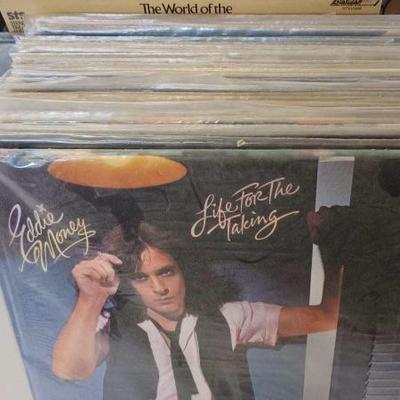 The World of the
Eddie
Money
Life For The
Taking